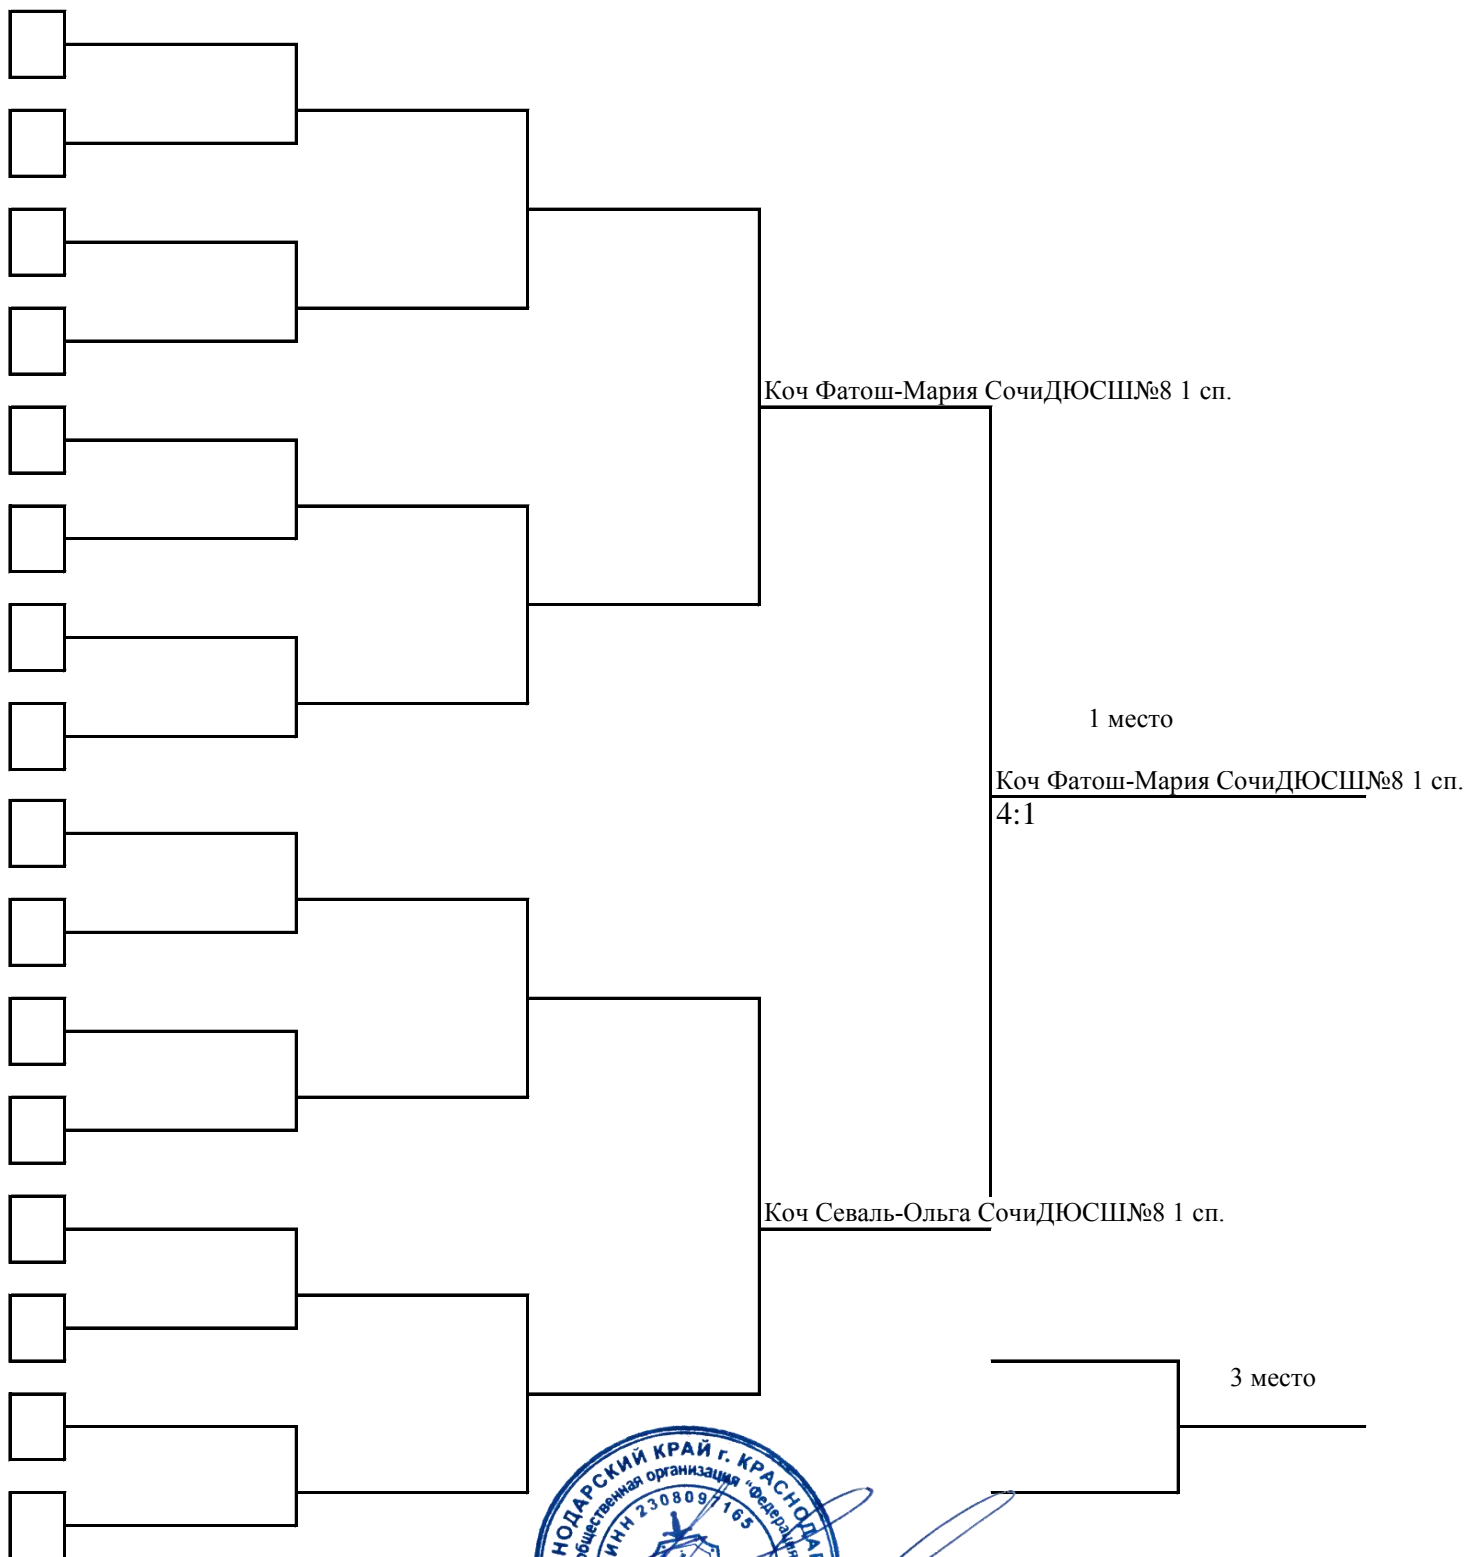 Коч Фатош-Мария СочиДЮСШ№8 1 сп.
1 место
Коч Фатош-Мария СочиДЮСШ№8 1 сп.
4:1
Коч Севаль-Ольга СочиДЮСШ№8 1 сп.
3 место
НОДАРСКИЙ КРАЙ г. КРАСНОДАР
общественная организация "Федерация
ИНН 2308097165